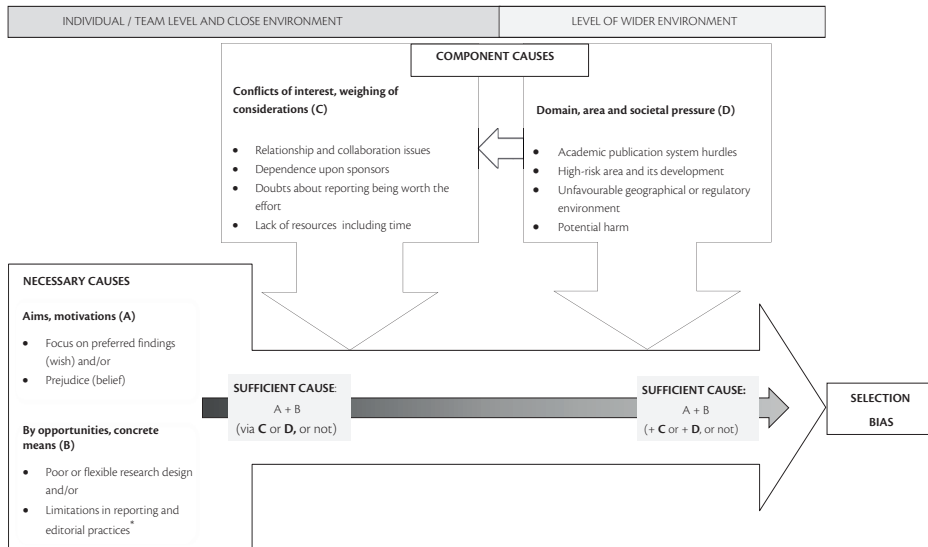 INDIVIDUAL / TEAM LEVEL AND CLOSE ENVIRONMENT
LEVEL OF WIDER ENVIRONMENT
COMPONENT CAUSES
Conflicts of interest, weighing of
considerations (C)
• Relationship and collaboration issues
• Dependence upon sponsors
• Doubts about reporting being worth the
effort
• Lack of resources including time
Domain, area and societal pressure (D)
• Academic publication system hurdles
• High-risk area and its development
• Unfavourable geographical or regulatory
environment
• Potential harm
NECESSARY CAUSES
Aims, motivations (A)
• Focus on preferred findings
(wish) and/or
• Prejudice (belief)
By opportunities, concrete
means (B)
• Poor or flexible research design
and/or
• Limitations in reporting and
editorial practices*
SUFFICIENT CAUSE:
A + B
(via C or D, or not)
SUFFICIENT CAUSE:
A + B
(+ C or + D, or not)
SELECTION
BIAS